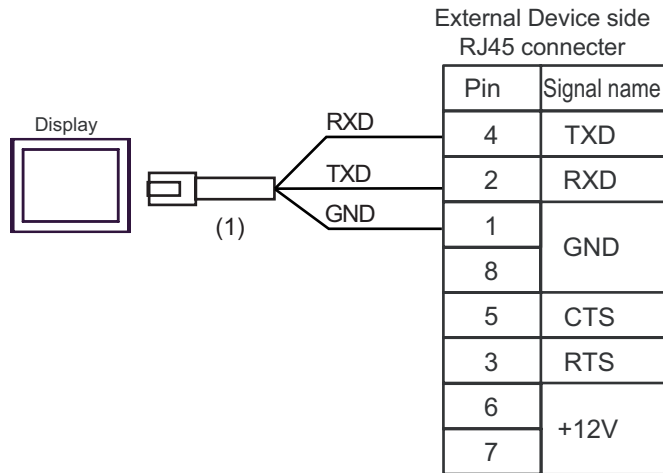 External Device side
RJ45 connecter
Pin Signal name
Display
RXD
4 TXD
TXD
2 RXD
GND
1
GND
8
(1)
5 CTS
3 RTS
6
+12V
7